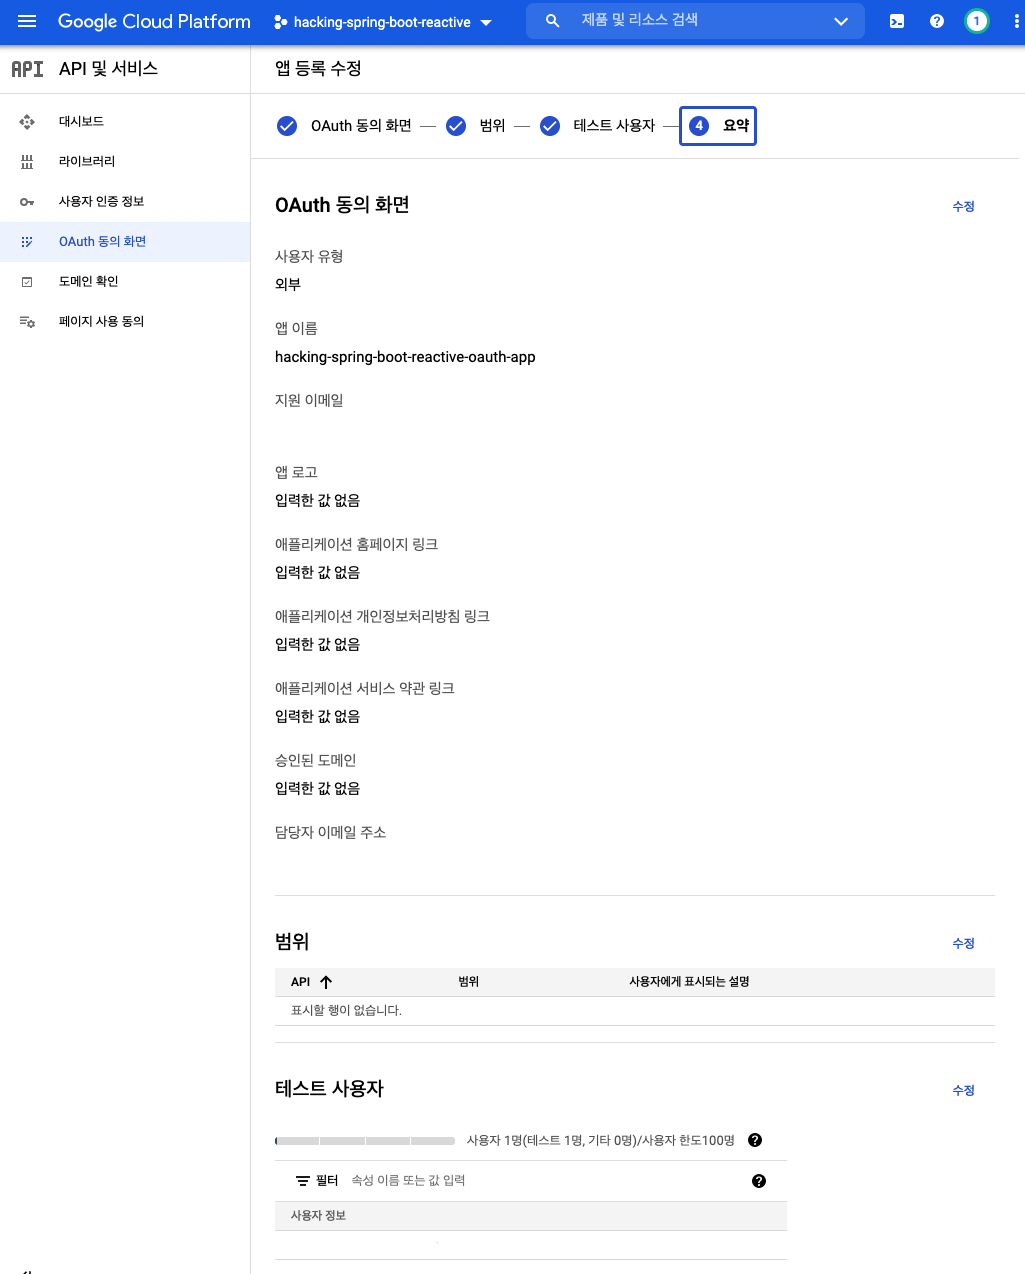 Google Cloud Platform
hacking-spring-boot-reactive
제품 및 리소스 검색
1
API
API 및 서비스
앱 등록 수정
대시보드
라이브러리
사용자 인증 정보
OAuth 동의 화면
도메인 확인
페이지 사용 동의
OAuth 동의 화면
범위
테스트 사용자
4 요약
OAuth 동의 화면
수정
사용자 유형
외부
앱 이름
hacking-spring-boot-reactive-oauth-app
지원 이메일
앱 로고
입력한 값 없음
애플리케이션 홈페이지 링크
입력한 값 없음
애플리케이션 개인정보처리방침 링크
입력한 값 없음
애플리케이션 서비스 약관 링크
입력한 값 없음
승인된 도메인
입력한 값 없음
담당자 이메일 주소
범위
수정
API 범위 사용자에게 표시되는 설명
표시할 행이 없습니다.
테스트 사용자
수정
사용자 1명(테스트 1명, 기타 0명)/사용자 한도100명
필터 속성 이름 또는 값 입력
사용자 정보